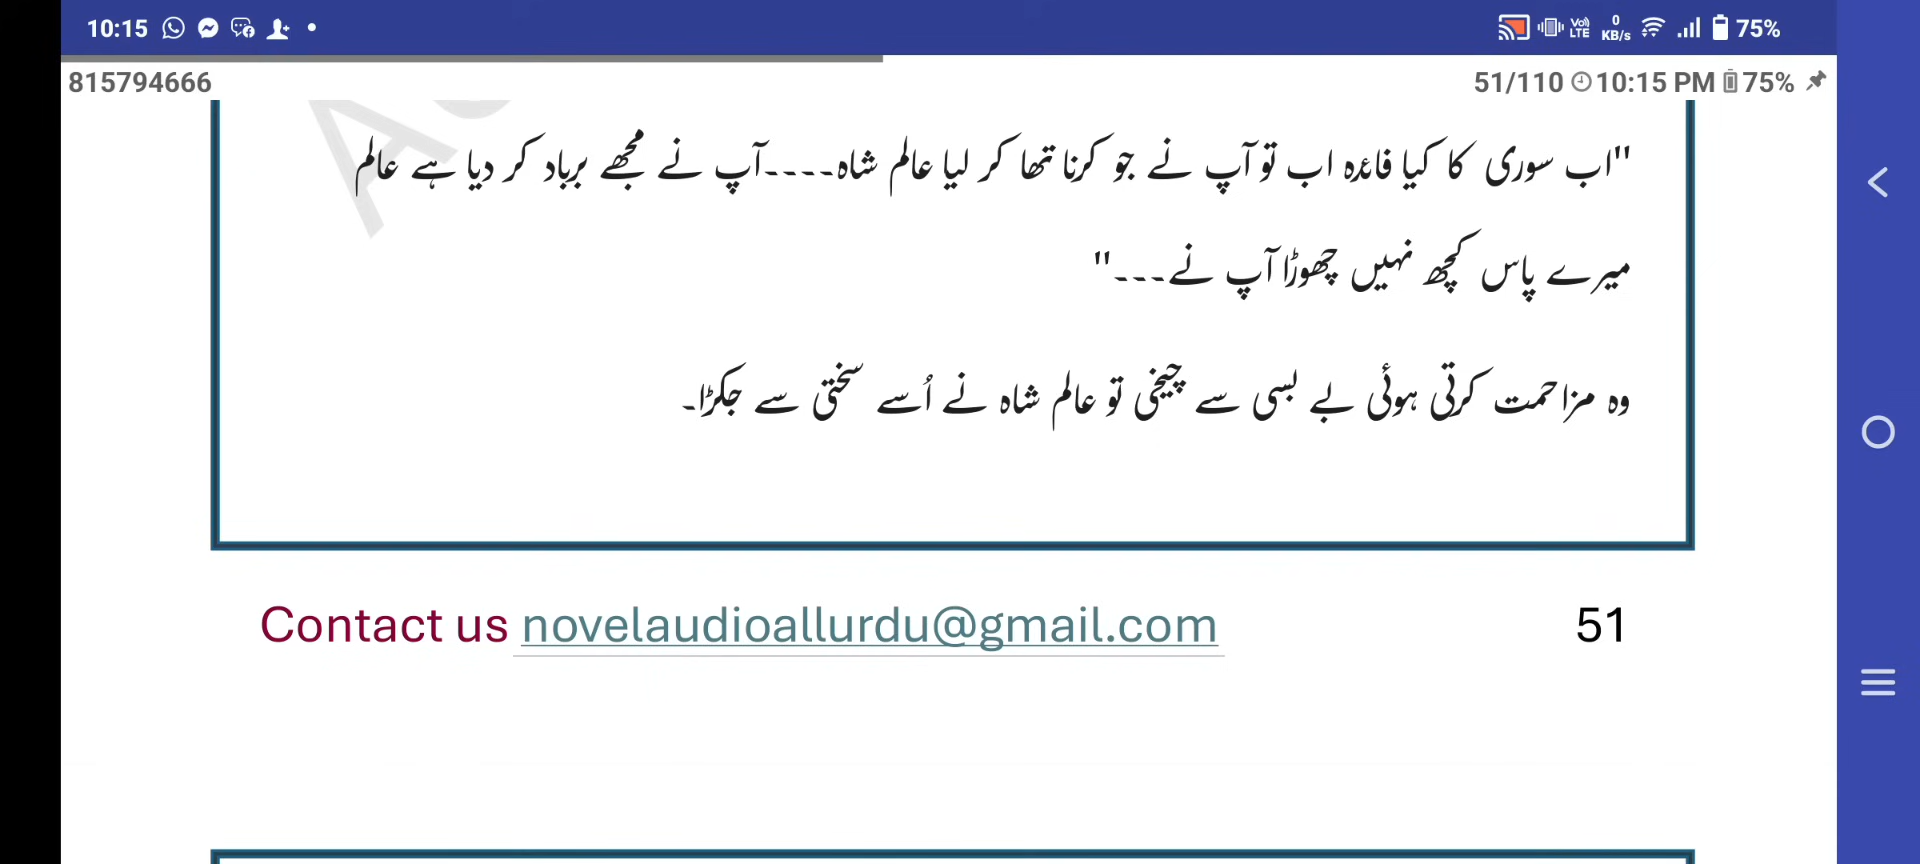 10:15 VoLTE 0 KB/s 75%
815794666 51/110 10:15 PM 75%
"اب سوری کا کیا فائدہ اب تو آپ نے جو کرنا تھا کر لیا عالم شاہ۔۔۔۔آپ نے مجھے برباد کر دیا ہے عالم
میرے پاس کچھ نہیں چھوڑا آپ نے۔۔۔"
وہ مزاحمت کرتی ہوئی بے بسی سے چیخی تو عالم شاہ نے اُسے سختی سے جکڑا۔
Contact us novelaudioallurdu@gmail.com 51